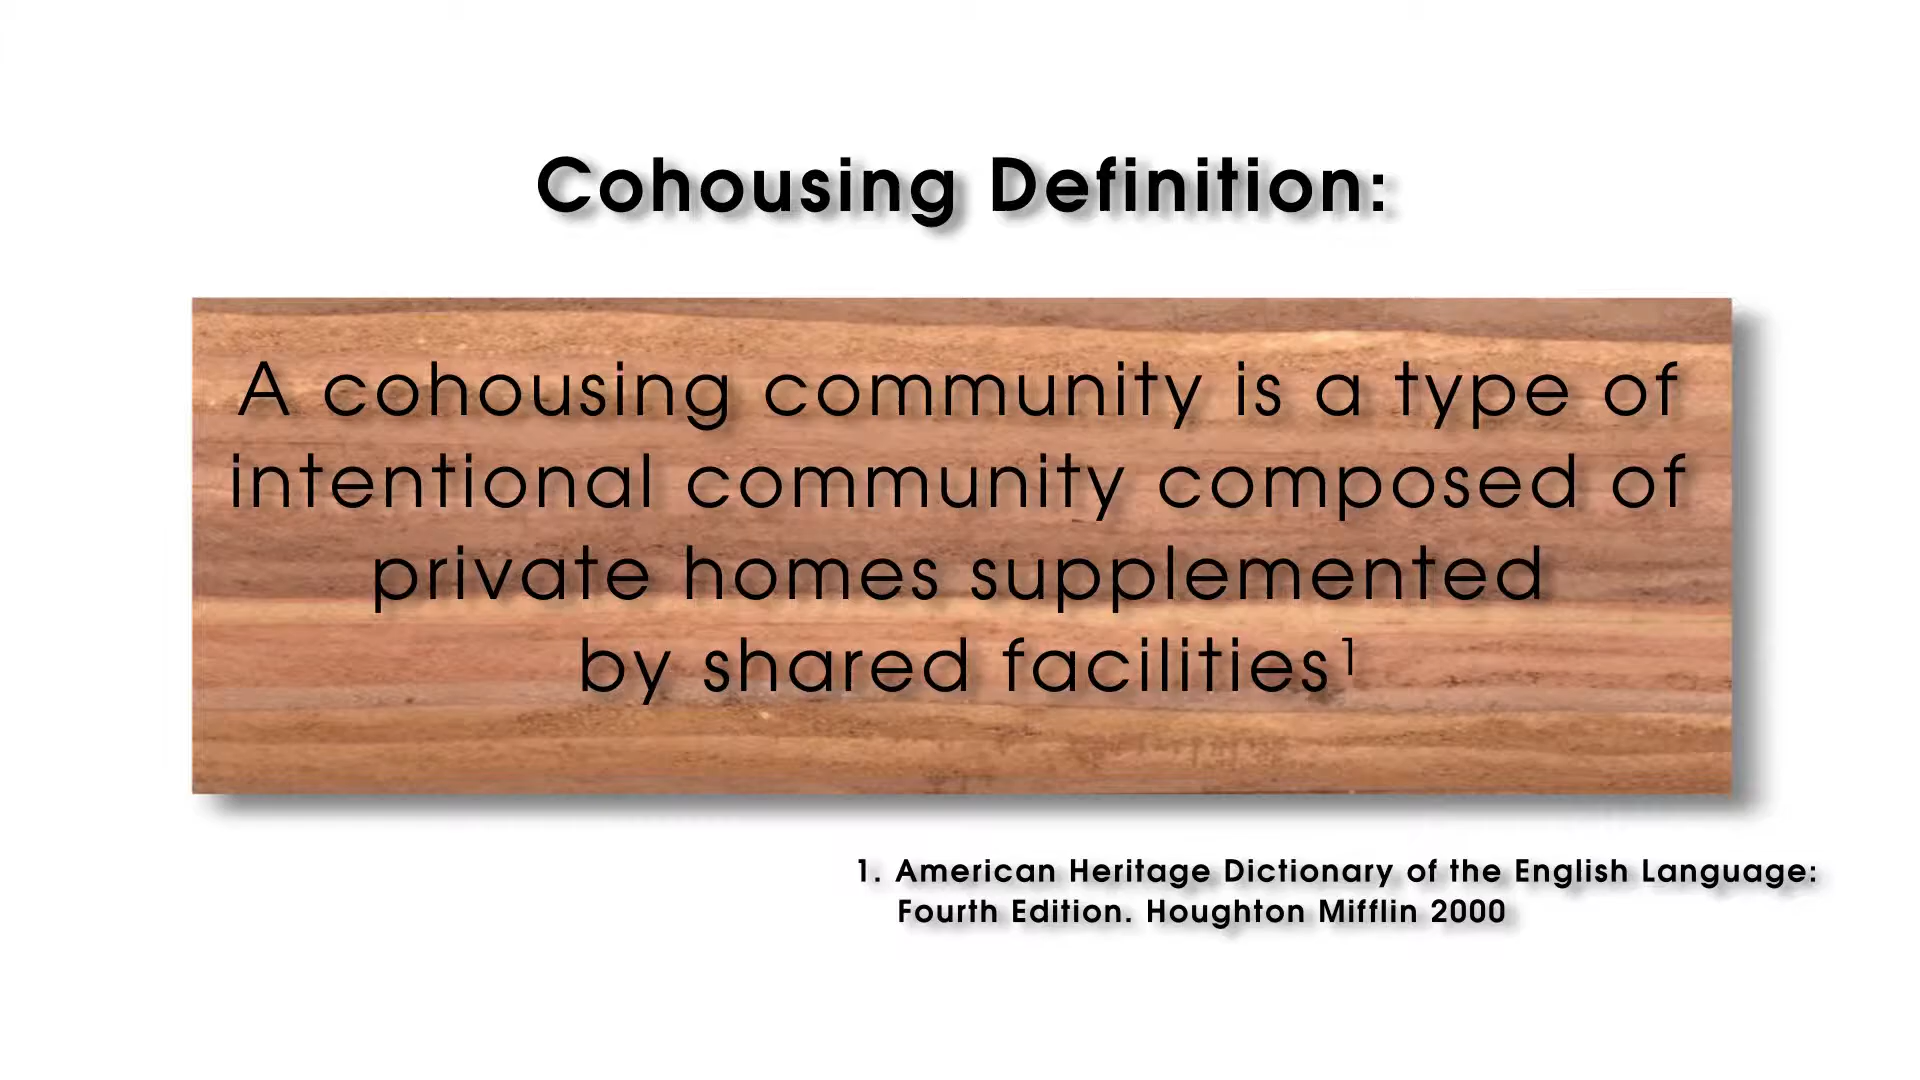 Cohousing Definition:
A cohousing community is a type of
intentional community composed of
private homes supplemented
by shared facilities¹
1. American Heritage Dictionary of the English Language:
Fourth Edition. Houghton Mifflin 2000